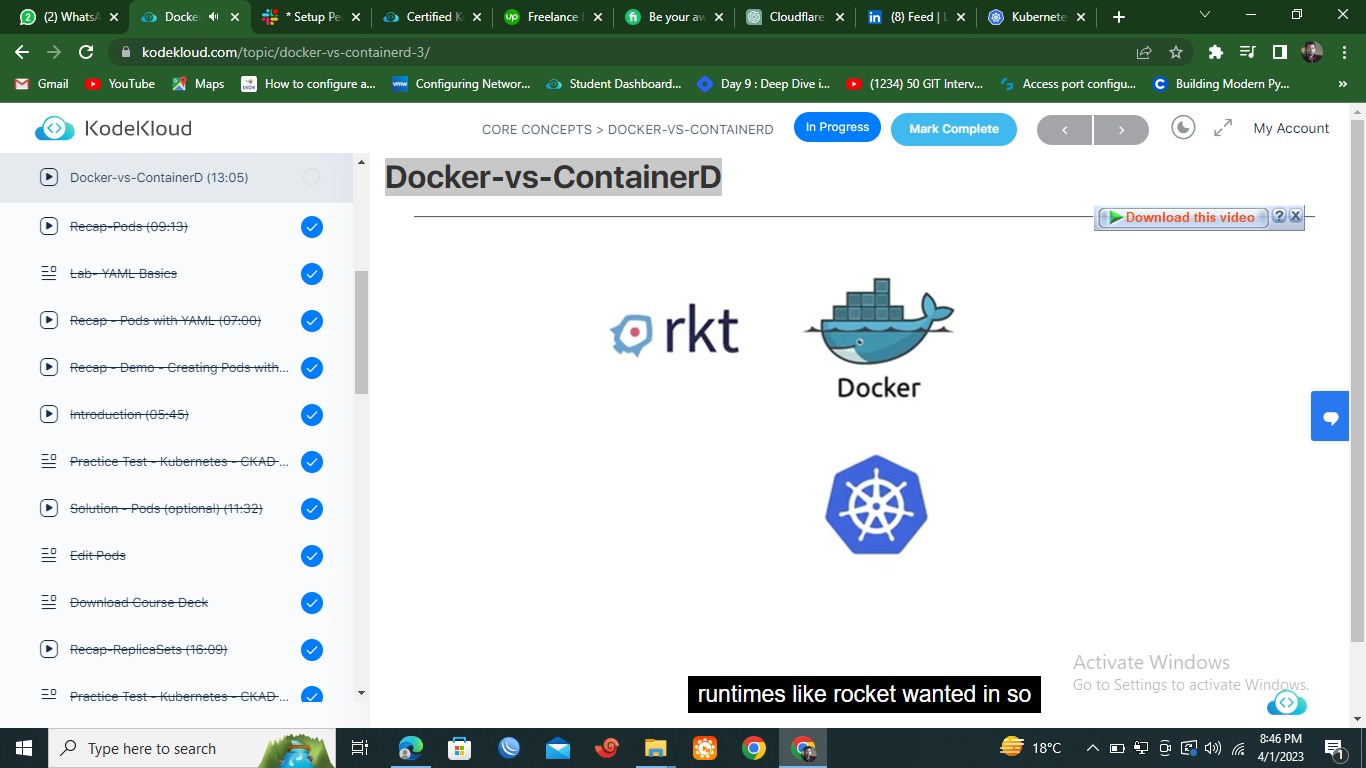 (2) WhatsA
Docke
* Setup Pe
Certified K
Freelance
Be your aw
Cloudflare
(8) Feed | L
Kubernete
kodekloud.com/topic/docker-vs-containerd-3/
Gmail
YouTube
Maps
How to configure a...
Configuring Networ...
Student Dashboard...
Day 9 : Deep Dive i...
(1234) 50 GIT Interv...
Access port configu...
Building Modern Py...
»
KodeKloud
CORE CONCEPTS > DOCKER-VS-CONTAINERD
In Progress
Mark Complete
My Account
Docker-vs-ContainerD (13:05)
Recap-Pods (09:13)
Lab- YAML Basics
Recap - Pods with YAML (07:00)
Recap - Demo - Creating Pods with...
Introduction (05:45)
Practice Test - Kubernetes - CKAD ...
Solution - Pods (optional) (11:32)
Edit Pods
Download Course Deck
Recap-ReplicaSets (16:09)
Practice Test - Kubernetes - CKAD ...
Docker-vs-ContainerD
Download this video
?
X
rkt
Docker
runtimes like rocket wanted in so
Activate Windows
Go to Settings to activate Windows.
Type here to search
18°C
8:46 PM
4/1/2023
1